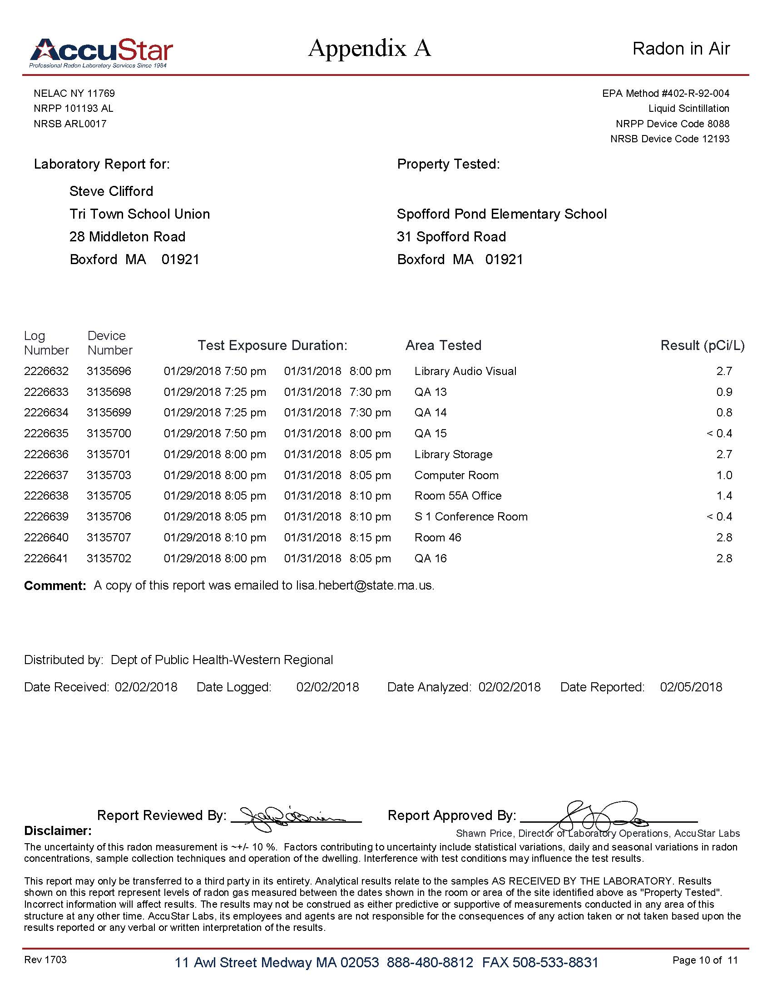 AccuStar
Professional Radon Laboratory Services Since 1984
Appendix A
Radon in Air
NELAC NY 11769
NRPP 101193 AL
NRSB ARL0017
EPA Method #402-R-92-004
Liquid Scintillation
NRPP Device Code 8088
NRSB Device Code 12193
Laboratory Report for:
Steve Clifford
Tri Town School Union
28 Middleton Road
Boxford MA 01921
Property Tested:
Spofford Pond Elementary School
31 Spofford Road
Boxford MA 01921
Log Number Device Number Test Exposure Duration: Area Tested Result (pCi/L)
2226632 3135696 01/29/2018 7:50 pm 01/31/2018 8:00 pm Library Audio Visual 2.7
2226633 3135698 01/29/2018 7:25 pm 01/31/2018 7:30 pm QA 13 0.9
2226634 3135699 01/29/2018 7:25 pm 01/31/2018 7:30 pm QA 14 0.8
2226635 3135700 01/29/2018 7:50 pm 01/31/2018 8:00 pm QA 15 < 0.4
2226636 3135701 01/29/2018 8:00 pm 01/31/2018 8:05 pm Library Storage 2.7
2226637 3135703 01/29/2018 8:00 pm 01/31/2018 8:05 pm Computer Room 1.0
2226638 3135705 01/29/2018 8:05 pm 01/31/2018 8:10 pm Room 55A Office 1.4
2226639 3135706 01/29/2018 8:05 pm 01/31/2018 8:10 pm S 1 Conference Room < 0.4
2226640 3135707 01/29/2018 8:10 pm 01/31/2018 8:15 pm Room 46 2.8
2226641 3135702 01/29/2018 8:00 pm 01/31/2018 8:05 pm QA 16 2.8
Comment: A copy of this report was emailed to lisa.hebert@state.ma.us.
Distributed by: Dept of Public Health-Western Regional
Date Received: 02/02/2018 Date Logged: 02/02/2018 Date Analyzed: 02/02/2018 Date Reported: 02/05/2018
Report Reviewed By:
Report Approved By:
Disclaimer:
Shawn Price, Director of Laboratory Operations, AccuStar Labs
The uncertainty of this radon measurement is ~+/- 10 %. Factors contributing to uncertainty include statistical variations, daily and seasonal variations in radon
concentrations, sample collection techniques and operation of the dwelling. Interference with test conditions may influence the test results.
This report may only be transferred to a third party in its entirety. Analytical results relate to the samples AS RECEIVED BY THE LABORATORY. Results
shown on this report represent levels of radon gas measured between the dates shown in the room or area of the site identified above as "Property Tested".
Incorrect information will affect results. The results may not be construed as either predictive or supportive of measurements conducted in any area of this
structure at any other time. AccuStar Labs, its employees and agents are not responsible for the consequences of any action taken or not taken based upon the
results reported or any verbal or written interpretation of the results.
Rev 1703
11 Awl Street Medway MA 02053 888-480-8812 FAX 508-533-8831
Page 10 of 11